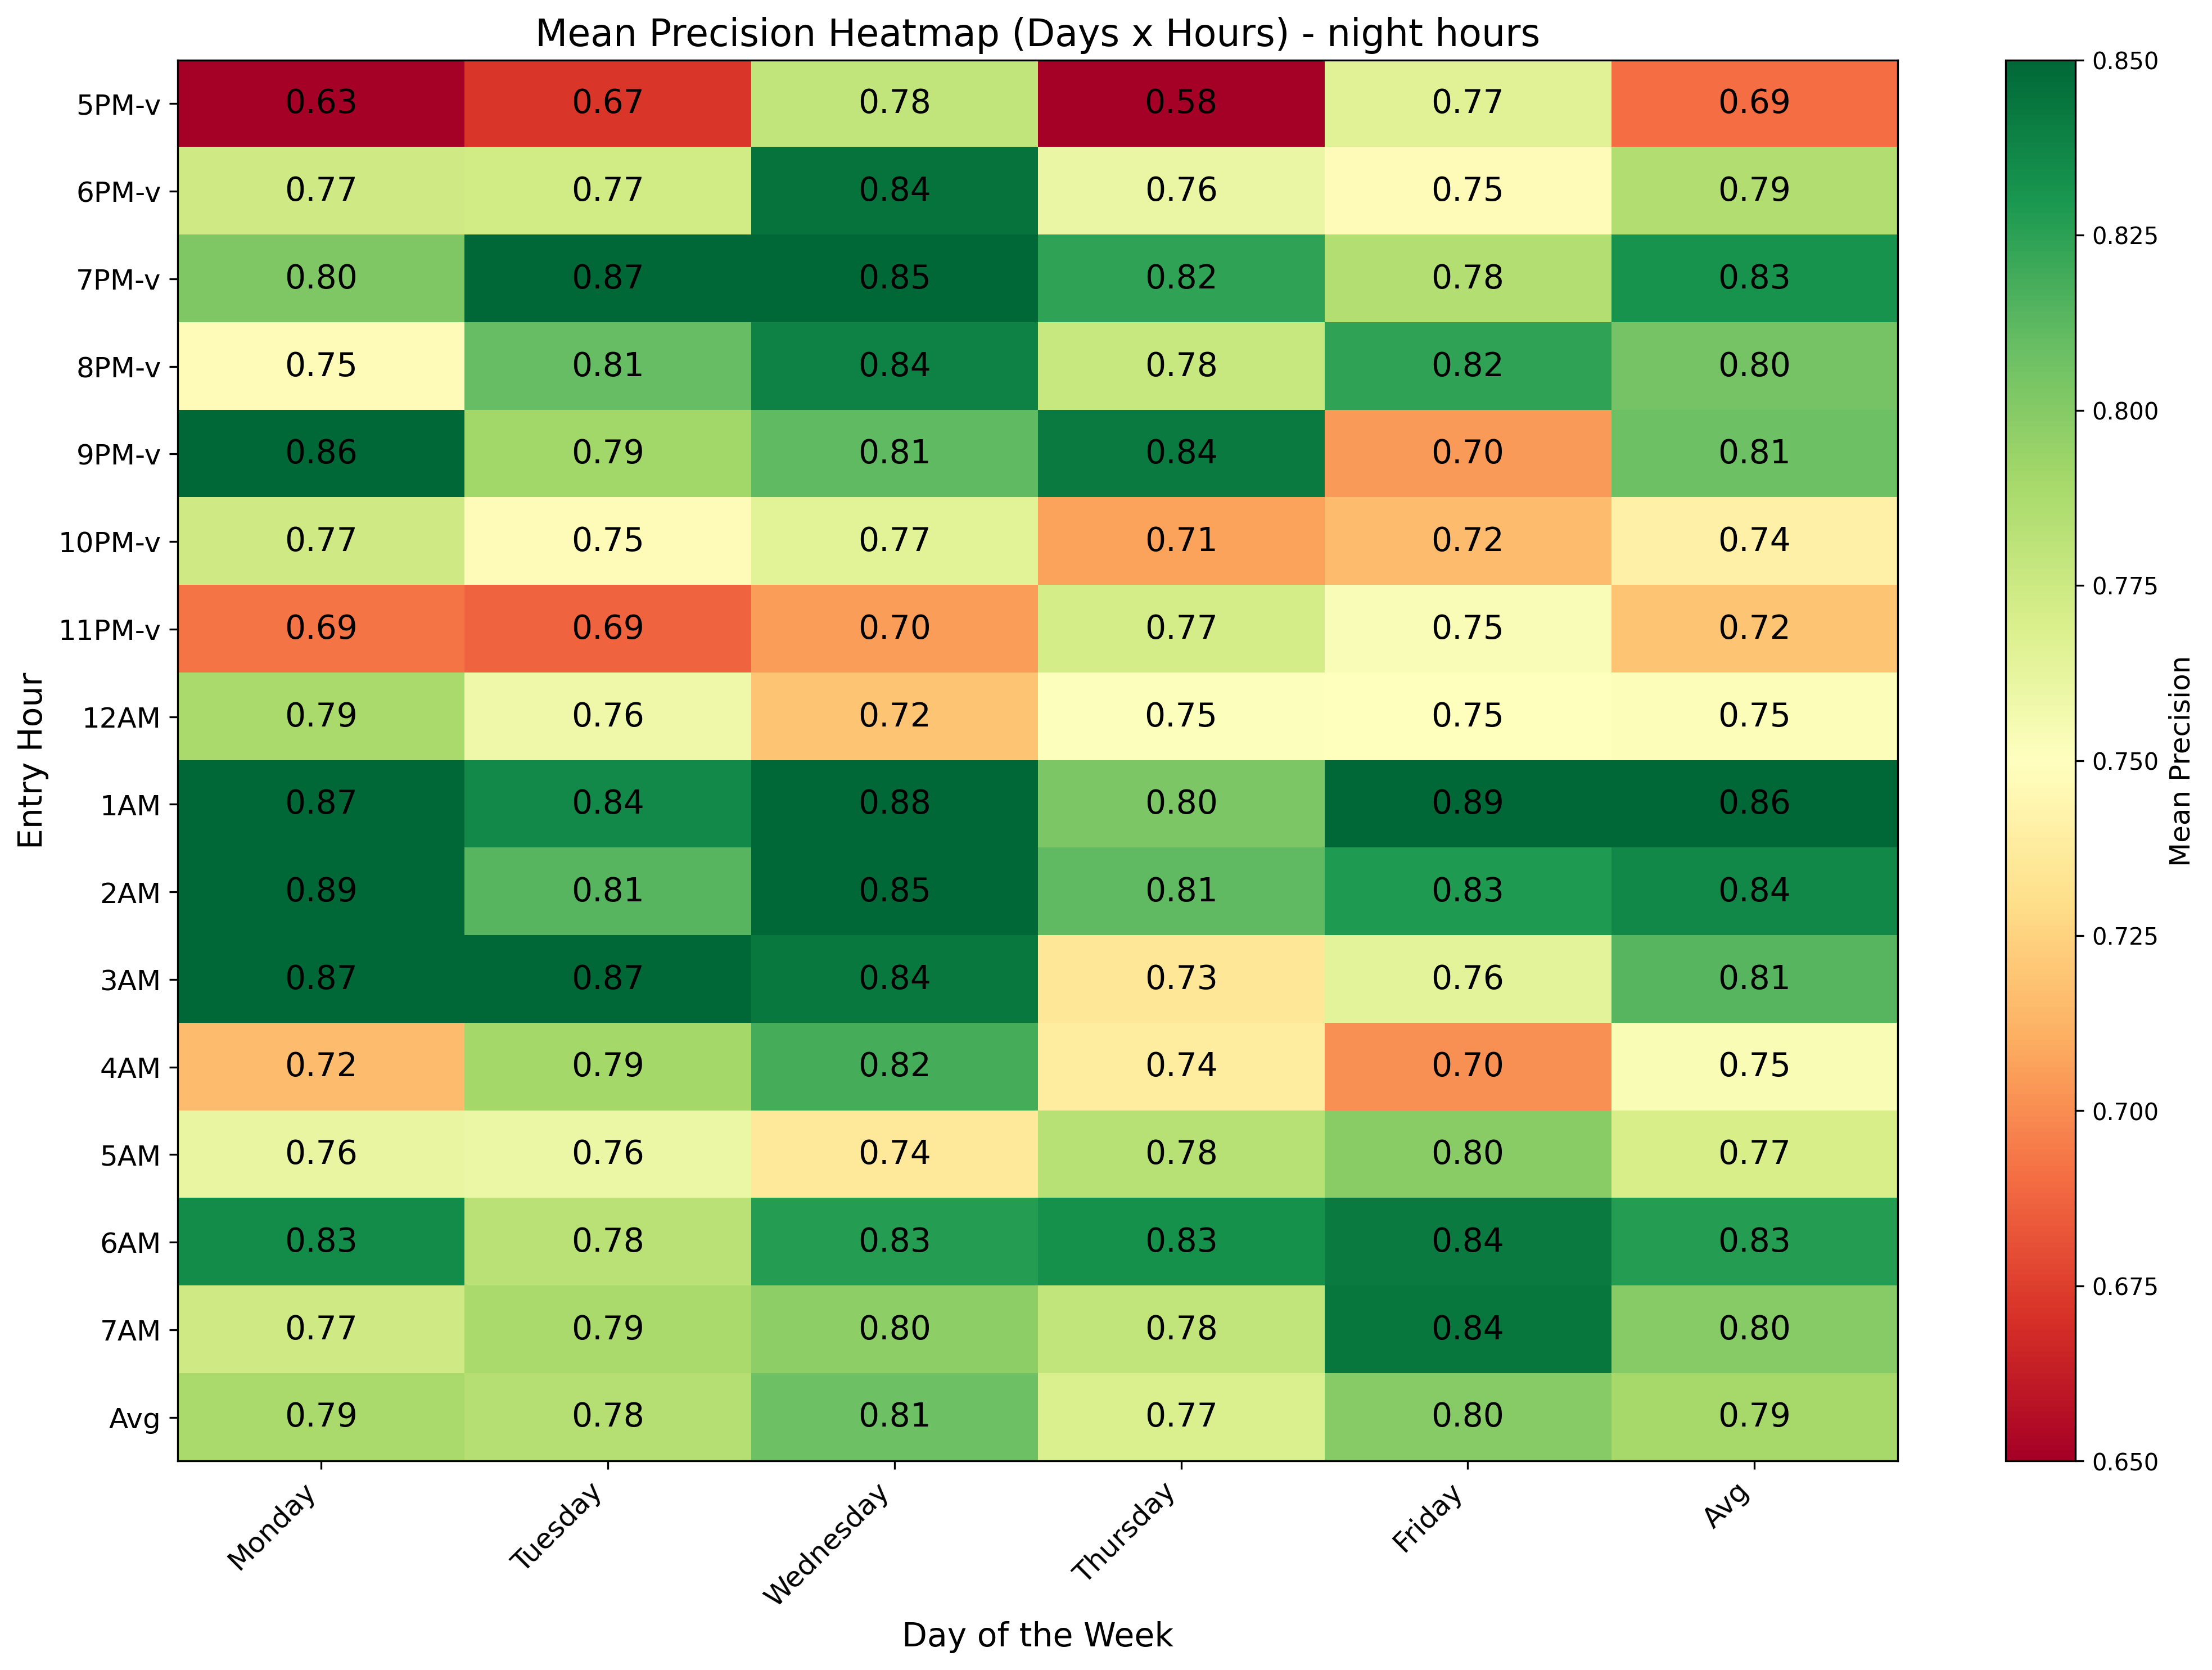 Mean Precision Heatmap (Days x Hours) - night hours
5PM-v 0.63 0.67 0.78 0.58 0.77 0.69
6PM-v 0.77 0.77 0.84 0.76 0.75 0.79
7PM-v 0.80 0.87 0.85 0.82 0.78 0.83
8PM-v 0.75 0.81 0.84 0.78 0.82 0.80
9PM-v 0.86 0.79 0.81 0.84 0.70 0.81
10PM-v 0.77 0.75 0.77 0.71 0.72 0.74
11PM-v 0.69 0.69 0.70 0.77 0.75 0.72
12AM 0.79 0.76 0.72 0.75 0.75 0.75
1AM 0.87 0.84 0.88 0.80 0.89 0.86
2AM 0.89 0.81 0.85 0.81 0.83 0.84
3AM 0.87 0.87 0.84 0.73 0.76 0.81
4AM 0.72 0.79 0.82 0.74 0.70 0.75
5AM 0.76 0.76 0.74 0.78 0.80 0.77
6AM 0.83 0.78 0.83 0.83 0.84 0.83
7AM 0.77 0.79 0.80 0.78 0.84 0.80
Avg 0.79 0.78 0.81 0.77 0.80 0.79
Monday Tuesday Wednesday Thursday Friday Avg
Day of the Week
Entry Hour
0.850
0.825
0.800
0.775
0.750
0.725
0.700
0.675
0.650
Mean Precision